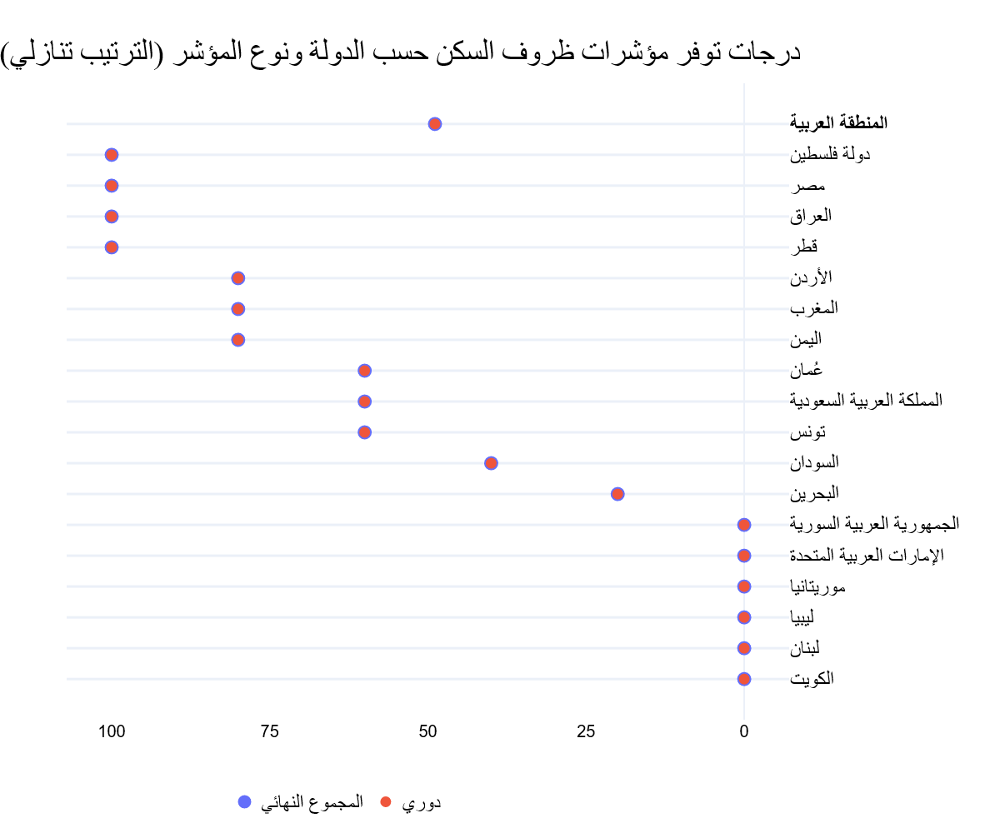 درجات توفر مؤشرات ظروف السكن حسب الدولة ونوع المؤشر (الترتيب تنازلي)
المنطقة العربية
دولة فلسطين
مصر
العراق
قطر
الأردن
المغرب
اليمن
عُمان
المملكة العربية السعودية
تونس
السودان
البحرين
الجمهورية العربية السورية
الإمارات العربية المتحدة
موريتانيا
ليبيا
لبنان
الكويت
0 25 50 75 100
دوري المجموع النهائي